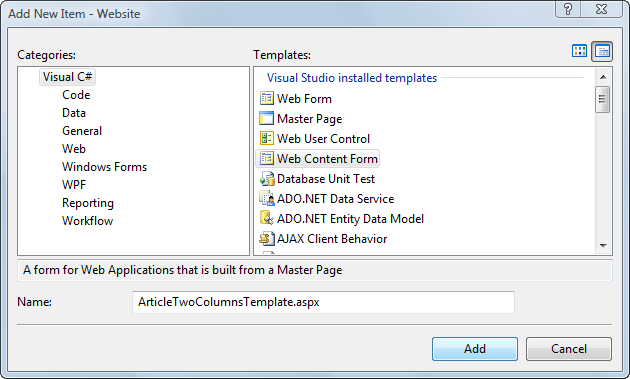 Add New Item - Website
Categories:
Templates:
Visual C#
Code
Data
General
Web
Windows Forms
WPF
Reporting
Workflow
Visual Studio installed templates
Web Form
Master Page
Web User Control
Web Content Form
Database Unit Test
ADO.NET Data Service
ADO.NET Entity Data Model
AJAX Client Behavior
A form for Web Applications that is built from a Master Page
Name:
ArticleTwoColumnsTemplate.aspx
Add
Cancel